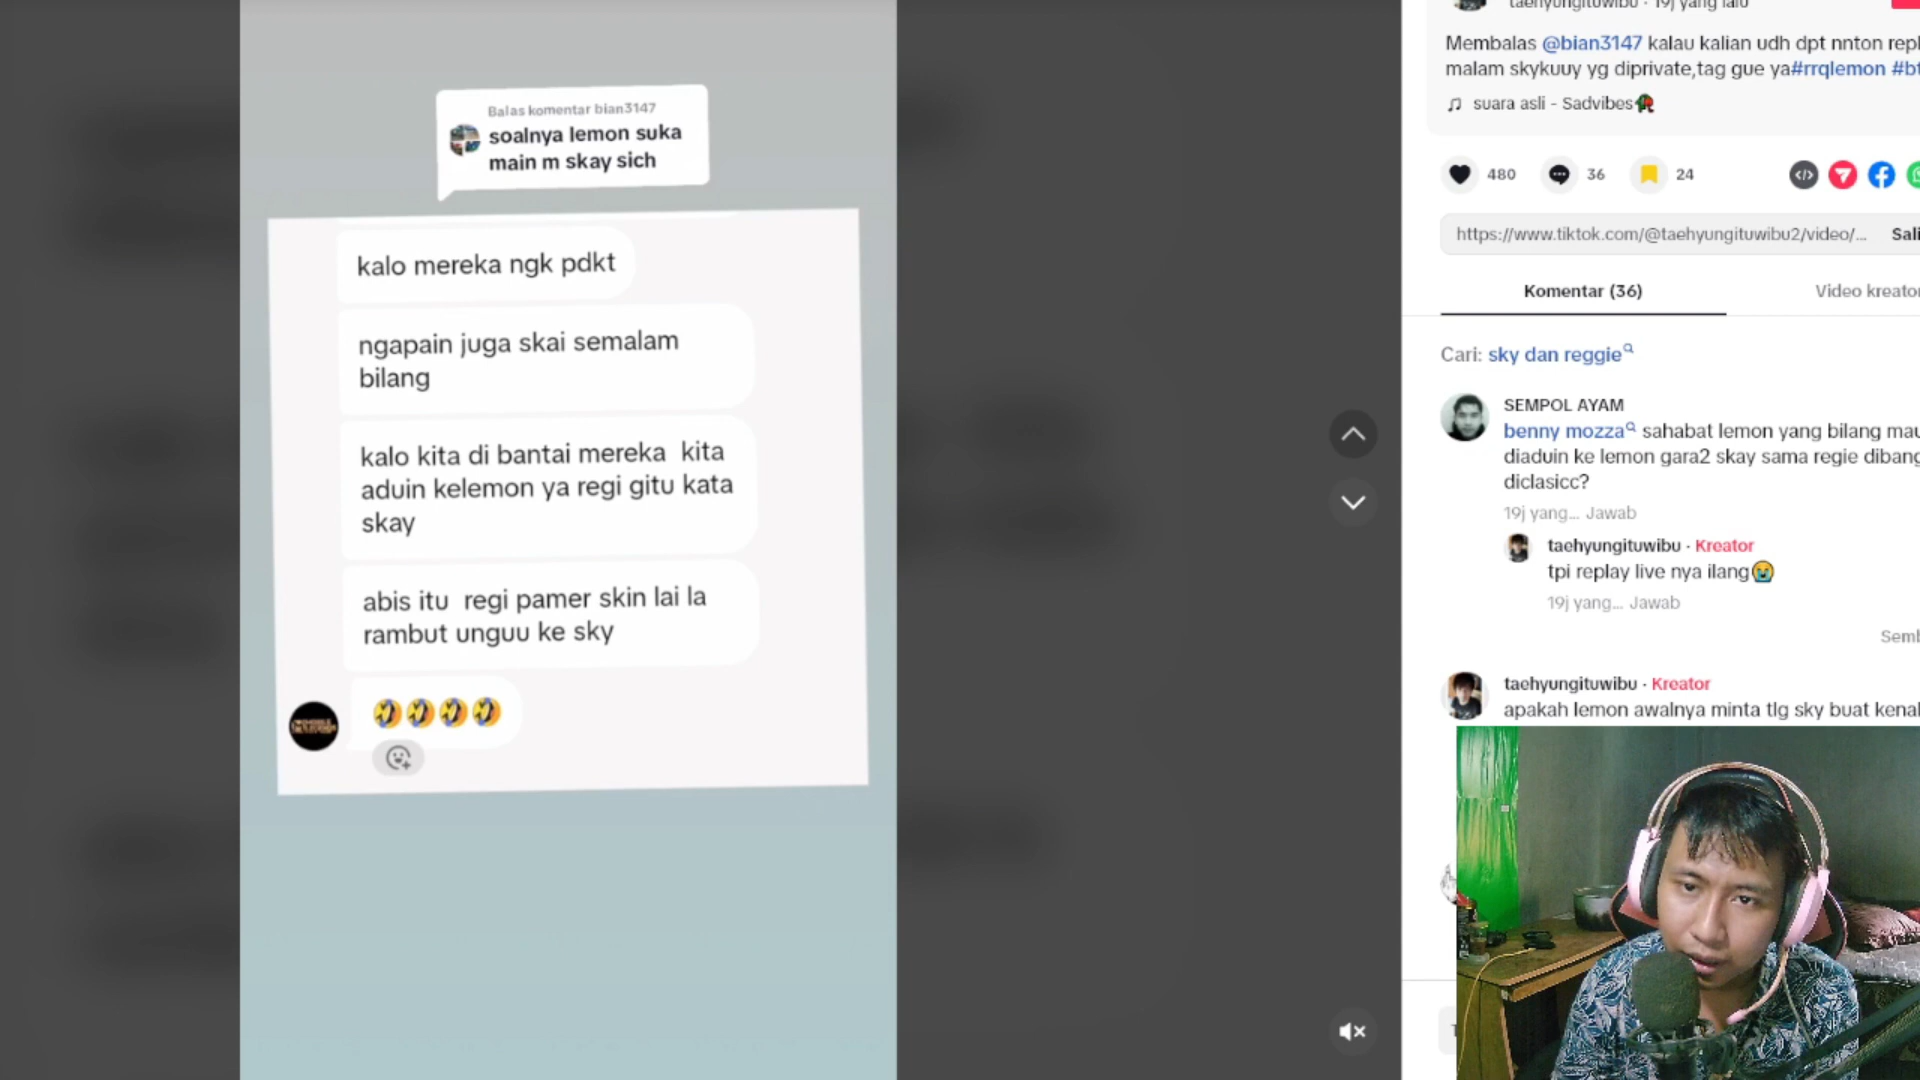 Balas komentar bian3147
soalnya lemon suka
main m skay sich
kalo mereka ngk pdkt
ngapain juga skai semalam
bilang
kalo kita di bantai mereka kita
aduin kelemon ya regi gitu kata
skay
abis itu regi pamer skin lai la
rambut unguu ke sky
🤣🤣🤣🤣
taehyungituwibu · 19j yang lalu
Membalas @bian3147 kalau kalian udh dpt nnton repl
malam skykuuy yg diprivate,tag gue ya#rrqlemon #bt
suara asli - Sadvibes🥀
480
36
24
https://www.tiktok.com/@taehyungituwibu2/video/...
Sali
Komentar (36)
Video kreator
Cari: sky dan reggie
SEMPOL AYAM
benny mozza sahabat lemon yang bilang mau
diaduin ke lemon gara2 skay sama regie dibang
diclasicc?
19j yang... Jawab
taehyungituwibu · Kreator
tpi replay live nya ilang😭
19j yang... Jawab
Semb
taehyungituwibu · Kreator
apakah lemon awalnya minta tlg sky buat kenal